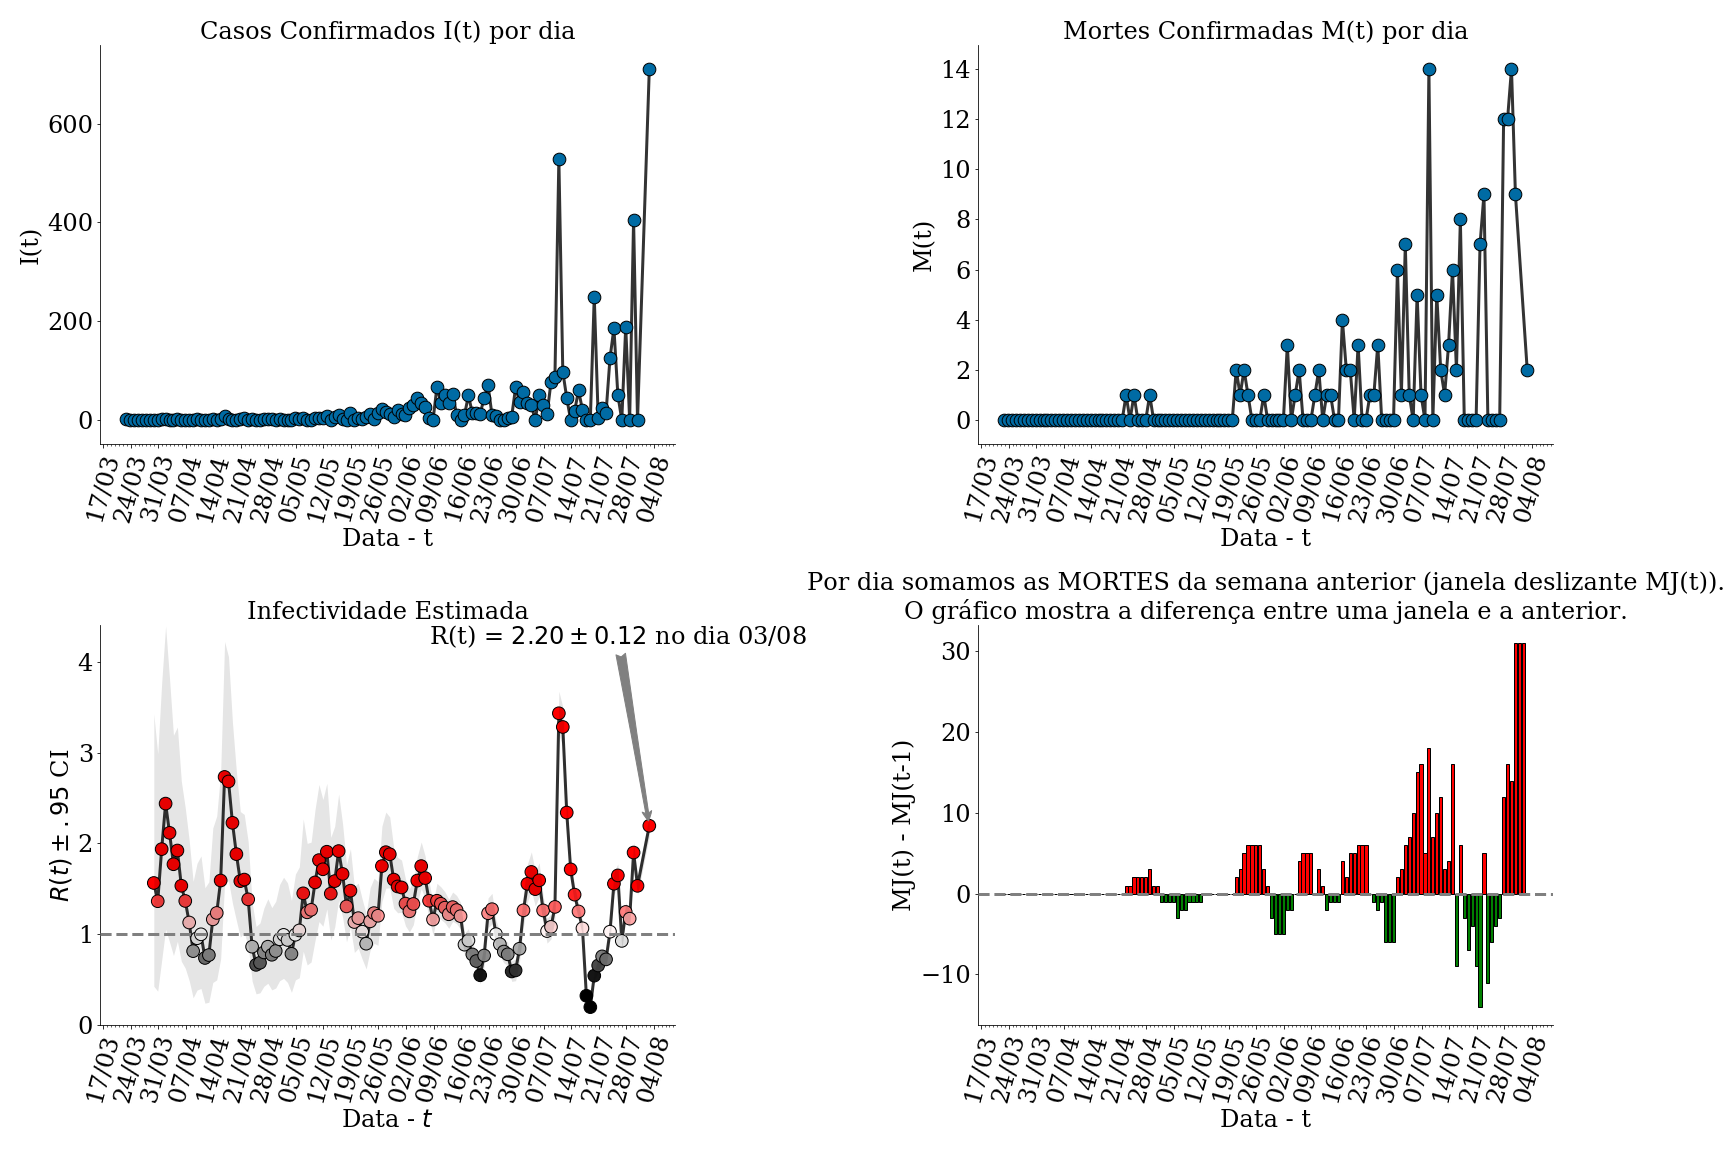 Casos Confirmados I(t) por dia
I(t)
600
400
200
0
17/03 24/03 31/03 07/04 14/04 21/04 28/04 05/05 12/05 19/05 26/05 02/06 09/06 16/06 23/06 30/06 07/07 14/07 21/07 28/07 04/08
Data - t
Mortes Confirmadas M(t) por dia
M(t)
14
12
10
8
6
4
2
0
17/03 24/03 31/03 07/04 14/04 21/04 28/04 05/05 12/05 19/05 26/05 02/06 09/06 16/06 23/06 30/06 07/07 14/07 21/07 28/07 04/08
Data - t
Infectividade Estimada
R(t) = 2.20 ± 0.12 no dia 03/08
R(t) ± .95 CI
4
3
2
1
0
17/03 24/03 31/03 07/04 14/04 21/04 28/04 05/05 12/05 19/05 26/05 02/06 09/06 16/06 23/06 30/06 07/07 14/07 21/07 28/07 04/08
Data - t
Por dia somamos as MORTES da semana anterior (janela deslizante MJ(t)).
O gráfico mostra a diferença entre uma janela e a anterior.
MJ(t) - MJ(t-1)
30
20
10
0
−10
17/03 24/03 31/03 07/04 14/04 21/04 28/04 05/05 12/05 19/05 26/05 02/06 09/06 16/06 23/06 30/06 07/07 14/07 21/07 28/07 04/08
Data - t